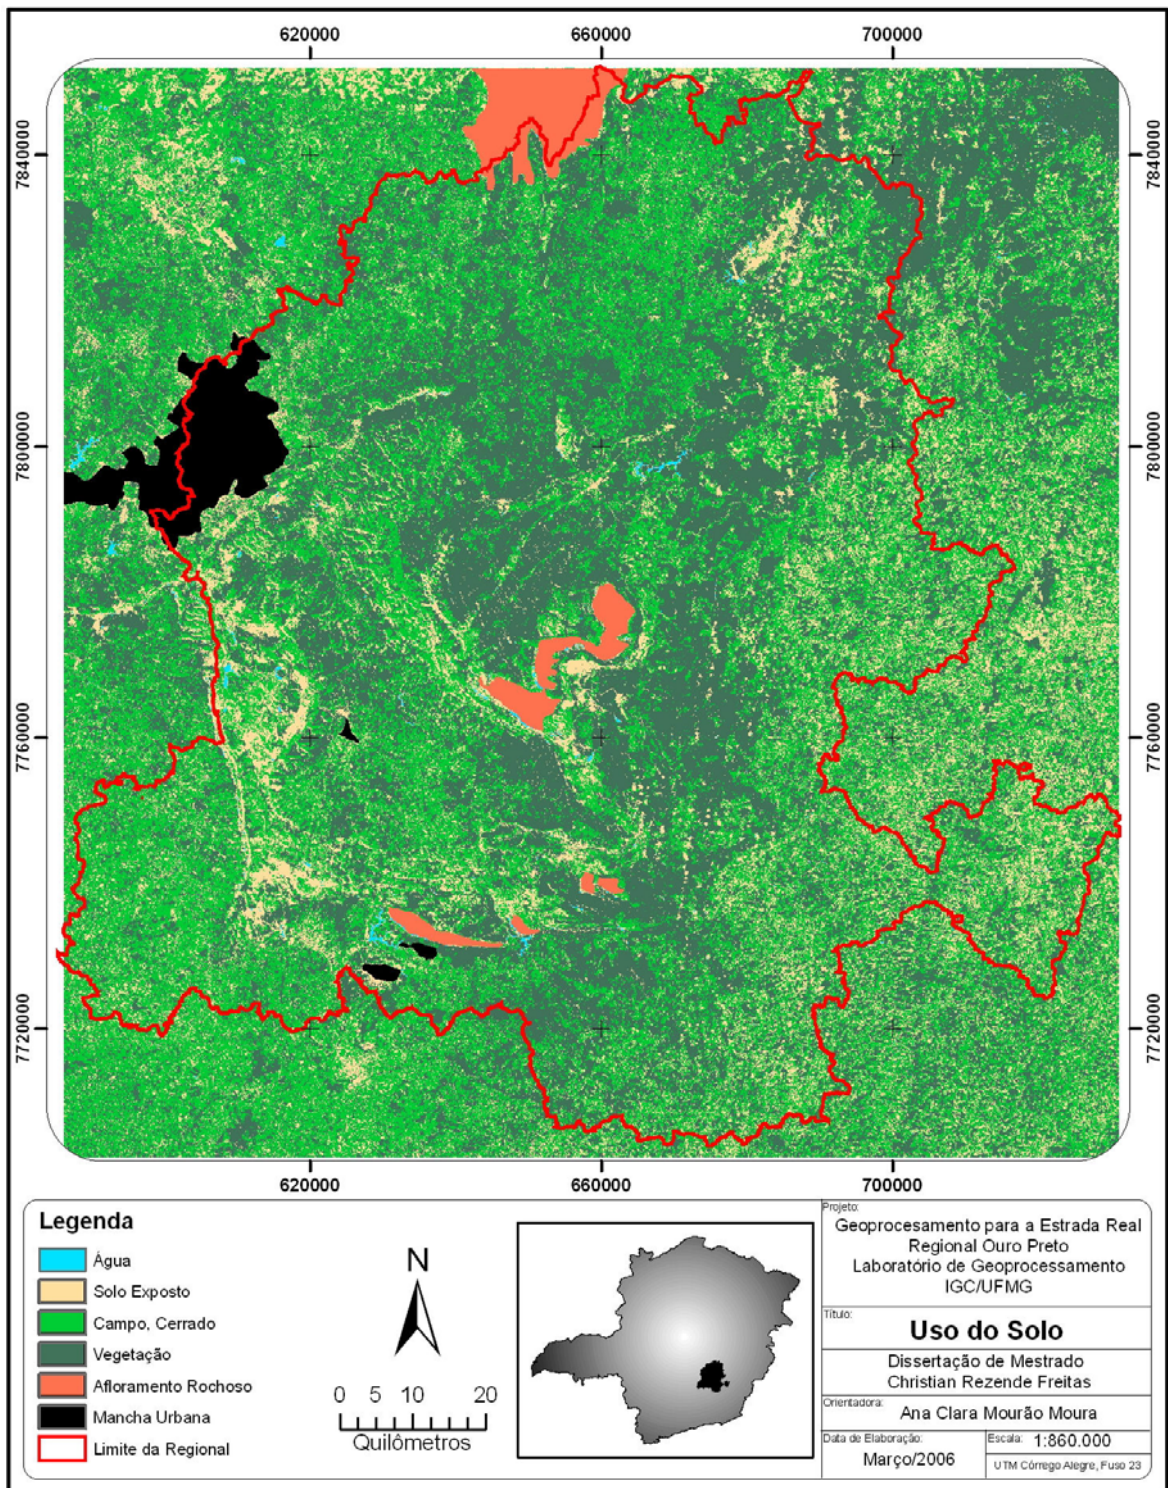 620000 660000 700000
7840000 7840000
7800000 7800000
7760000 7760000
7720000 7720000
620000 660000 700000
Legenda
Água
Solo Exposto
Campo, Cerrado
Vegetação
Afloramento Rochoso
Mancha Urbana
Limite da Regional
N
0 5 10 20
Quilômetros
Projeto:
Geoprocesamento para a Estrada Real
Regional Ouro Preto
Laboratório de Geoprocessamento
IGC/UFMG
Título:
Uso do Solo
Dissertação de Mestrado
Christian Rezende Freitas
Orientadora: Ana Clara Mourão Moura
Data de Elaboração:
Março/2006
Escala: 1:860.000
UTM Córrego Alegre, Fuso 23